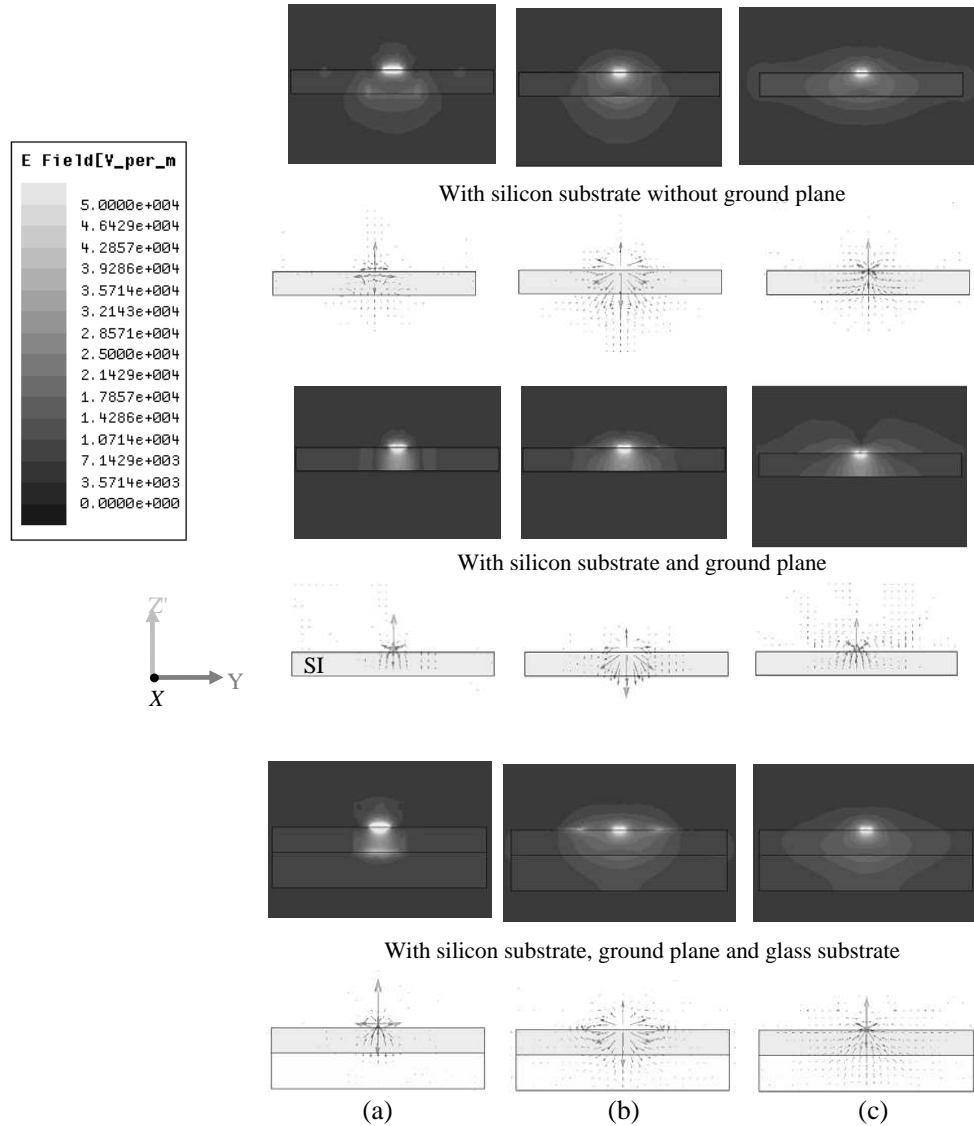 With silicon substrate without ground plane
E Field[V_per_m
5.0000e+004
4.6429e+004
4.2857e+004
3.9286e+004
3.5714e+004
3.2143e+004
2.8571e+004
2.5000e+004
2.1429e+004
1.7857e+004
1.4286e+004
1.0714e+004
7.1429e+003
3.5714e+003
0.0000e+000
With silicon substrate and ground plane
Z"
Y
X
SI
With silicon substrate, ground plane and glass substrate
(a) (b) (c)